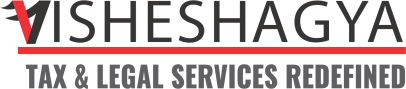 VISHESHAGYA
TAX & LEGAL SERVICES REDEFINED